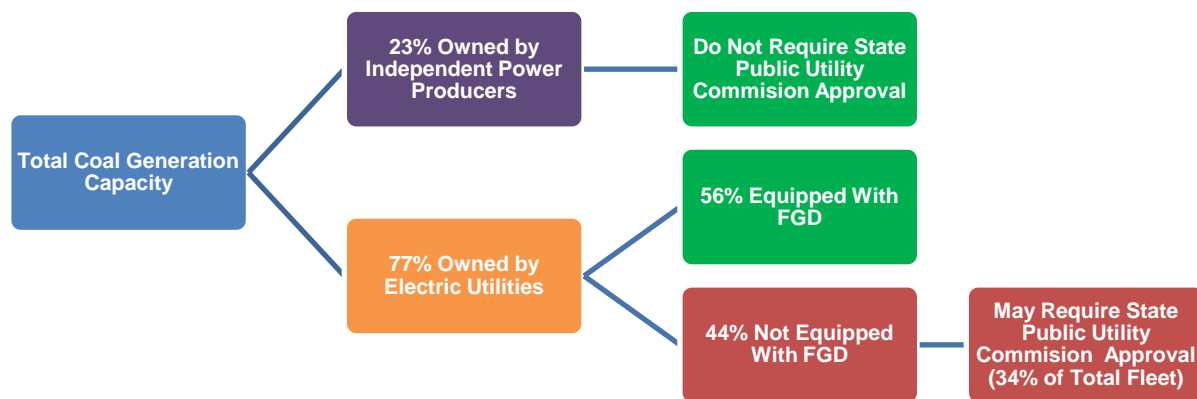 Total Coal Generation
Capacity
23% Owned by
Independent Power
Producers
Do Not Require State
Public Utility
Commision Approval
77% Owned by
Electric Utilities
56% Equipped With
FGD
44% Not Equipped
With FGD
May Require State
Public Utility
Commision Approval
(34% of Total Fleet)